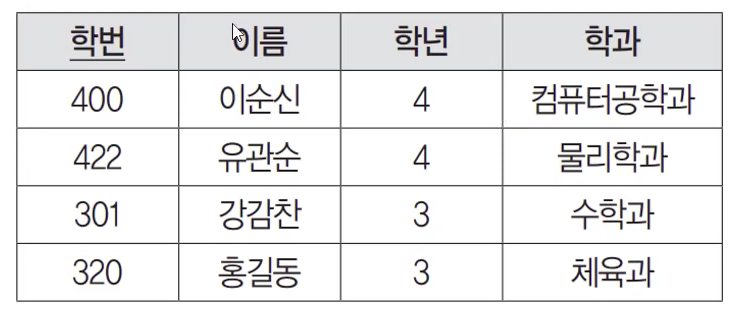 학번 이름 학년 학과
400 이순신 4 컴퓨터공학과
422 유관순 4 물리학과
301 강감찬 3 수학과
320 홍길동 3 체육과